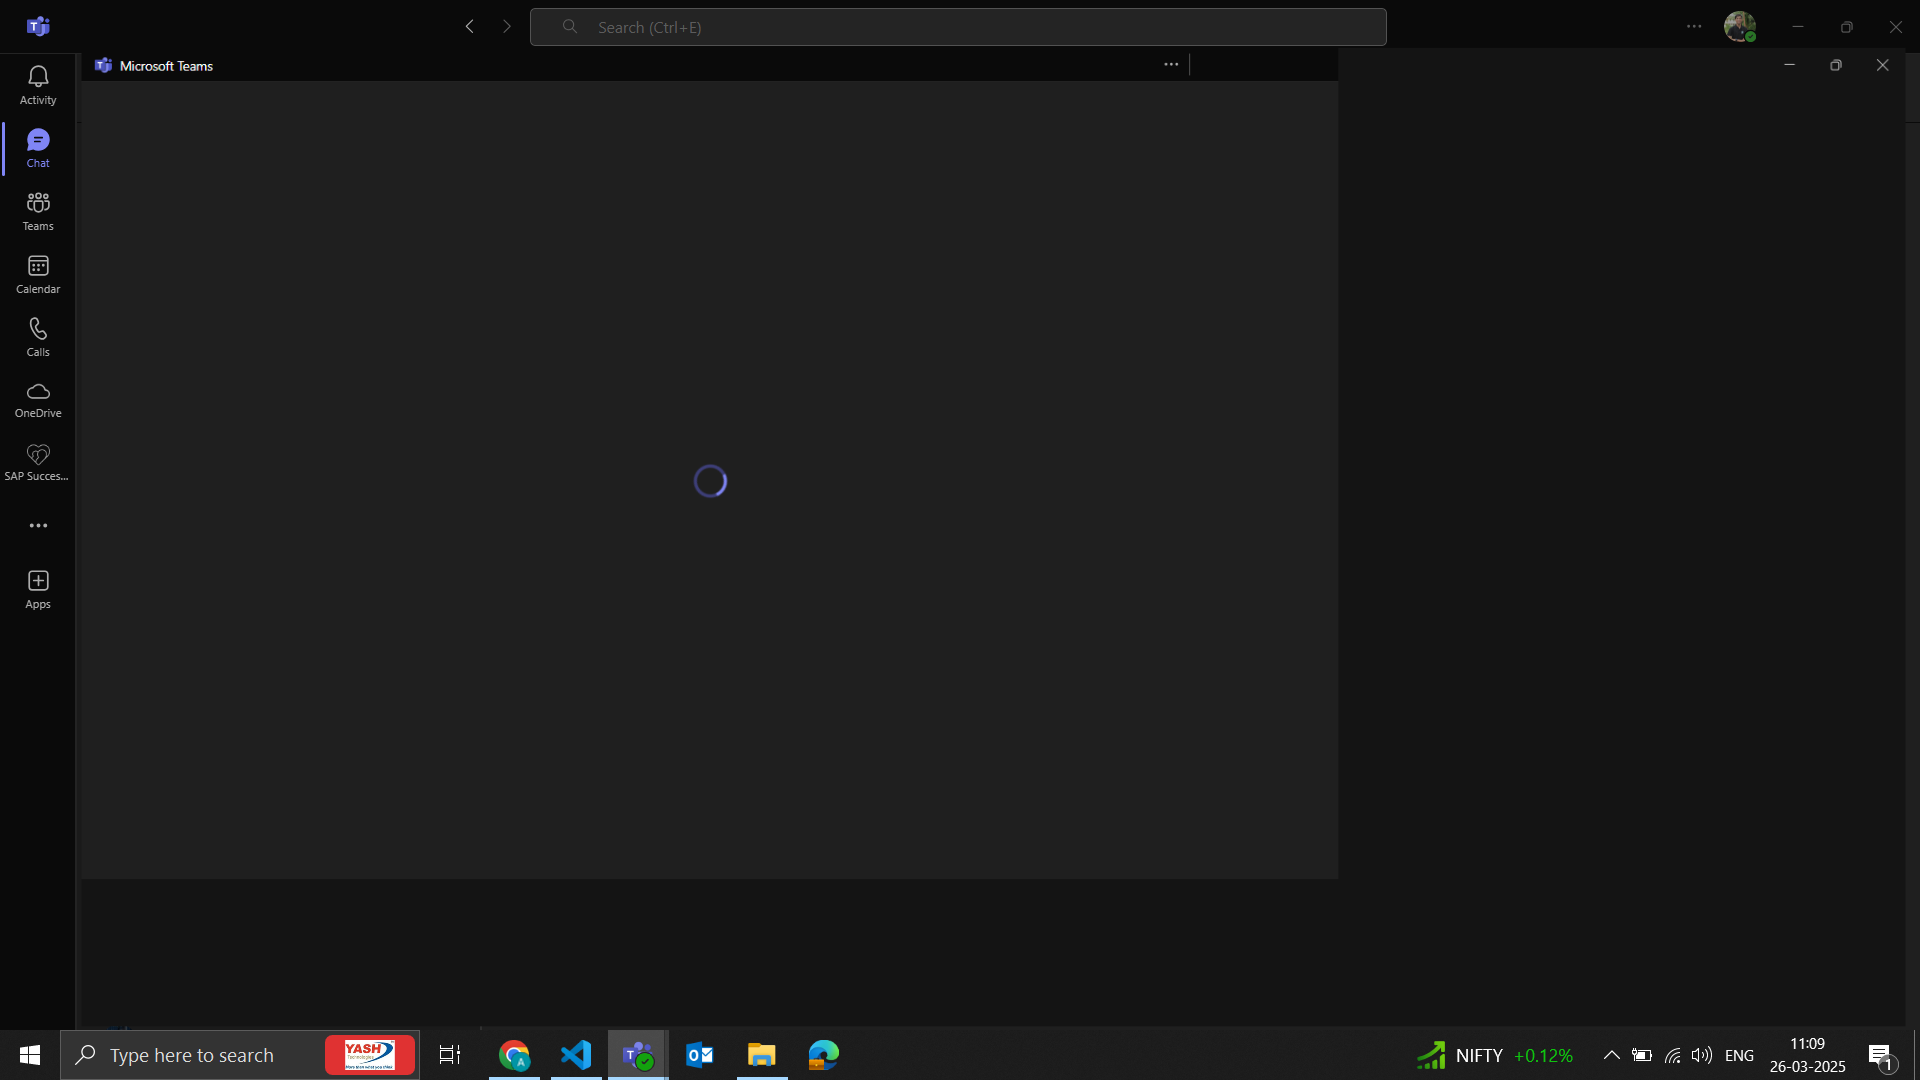 Search (Ctrl+E)
Microsoft Teams
Activity
Chat
Teams
Calendar
Calls
OneDrive
SAP Succes...
Apps
Type here to search
YASH
Technologies
NIFTY +0.12%
ENG
11:09
26-03-2025
1